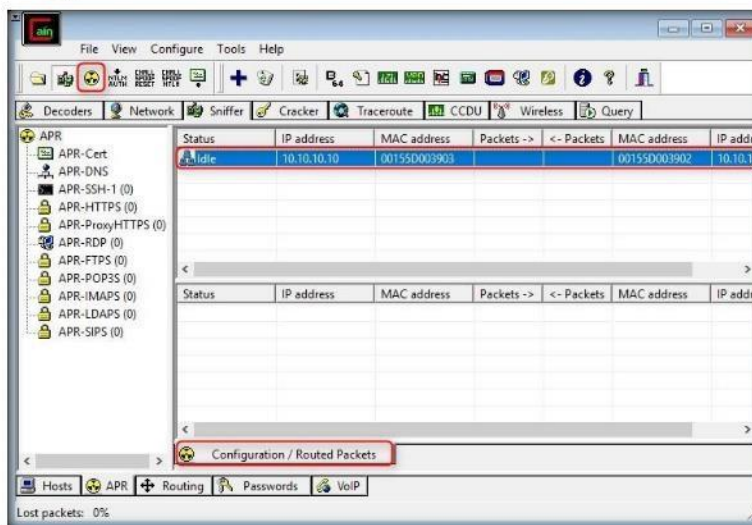 aín
File View Configure Tools Help
Decoders Network Sniffer Cracker Traceroute CCDU Wireless Query
APR
APR-Cert
APR-DNS
APR-SSH-1 (0)
APR-HTTPS (0)
APR-ProxyHTTPS (0)
APR-RDP (0)
APR-FTPS (0)
APR-POP3S (0)
APR-IMAPS (0)
APR-LDAPS (0)
APR-SIPS (0)
Status IP address MAC address Packets -> <- Packets MAC address IP addr
Idle 10.10.10.10 00155D003903 00155D003902 10.10.1
Status IP address MAC address Packets -> <- Packets MAC address IP addr
Configuration / Routed Packets
Hosts APR Routing Passwords VoIP
Lost packets: 0%